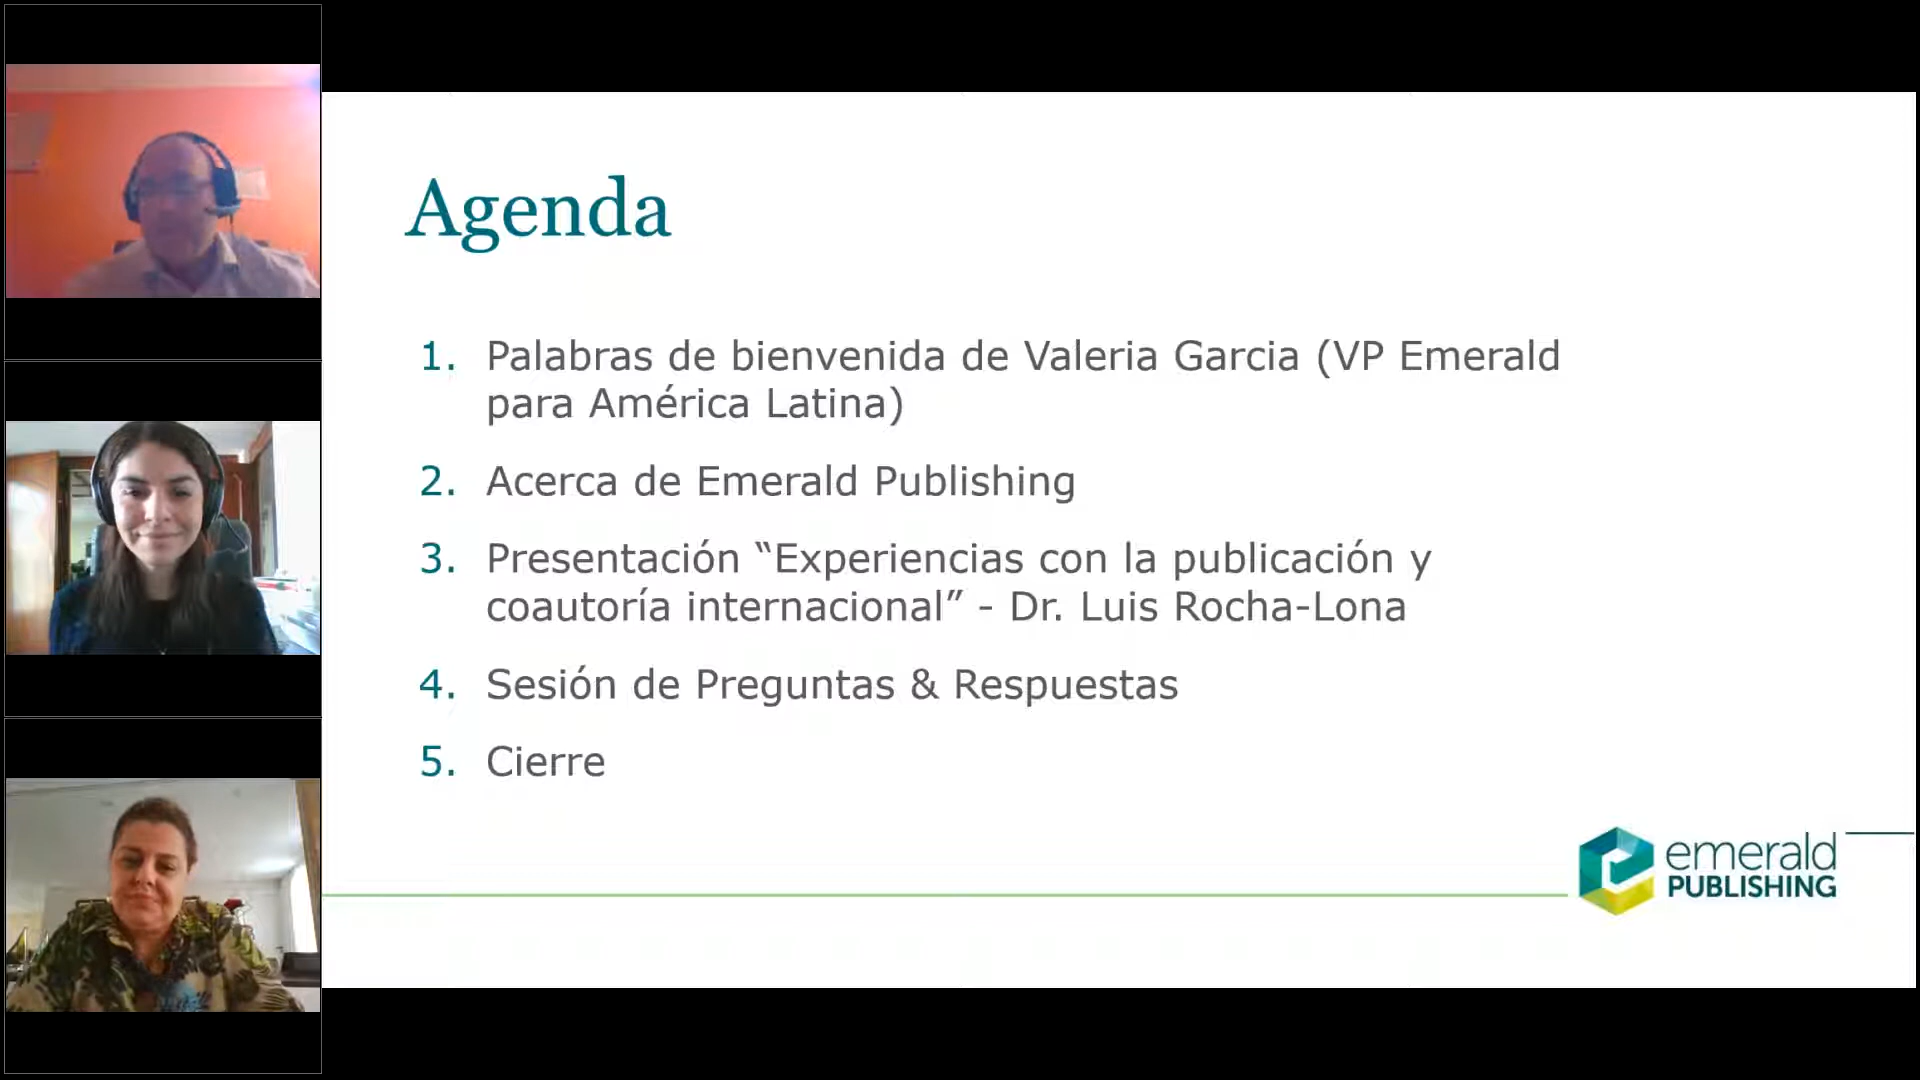 Agenda
1. Palabras de bienvenida de Valeria Garcia (VP Emerald
para América Latina)
2. Acerca de Emerald Publishing
3. Presentación “Experiencias con la publicación y
coautoría internacional” - Dr. Luis Rocha-Lona
4. Sesión de Preguntas & Respuestas
5. Cierre
emerald
PUBLISHING